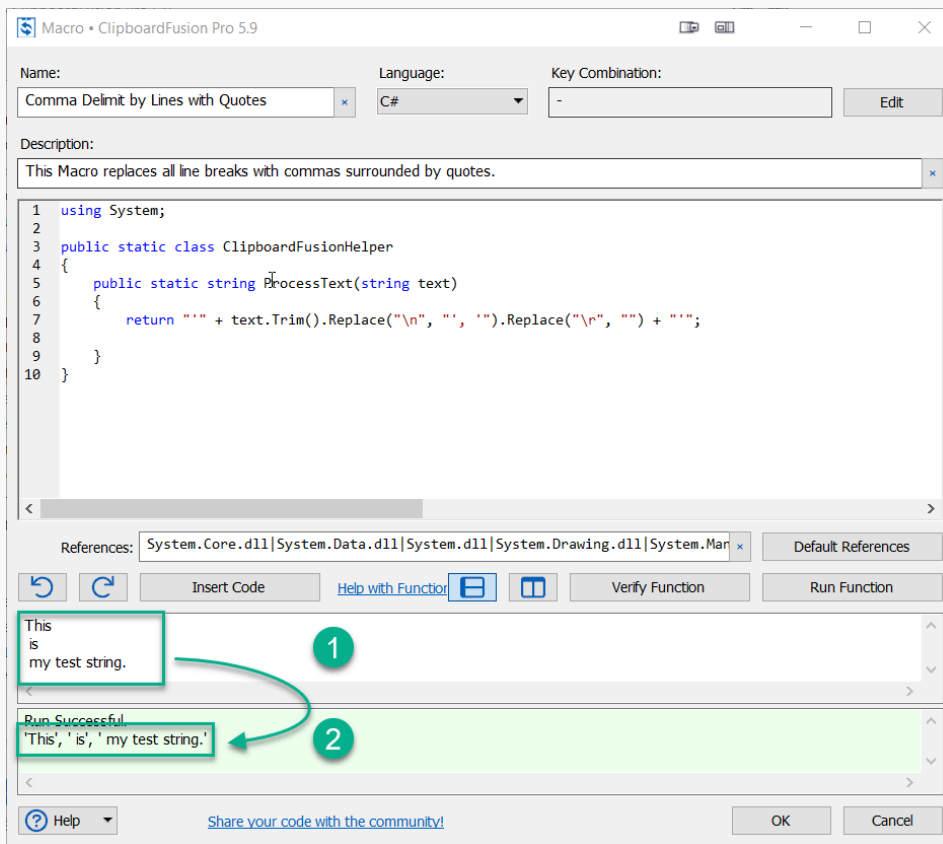 Macro • ClipboardFusion Pro 5.9
Name:
Language:
Key Combination:
Comma Delimit by Lines with Quotes
×
C#
-
Edit
Description:
This Macro replaces all line breaks with commas surrounded by quotes.
×
1 using System;
2
3 public static class ClipboardFusionHelper
4 {
5 public static string ProcessText(string text)
6 {
7 return "'" + text.Trim().Replace("\n", "', '").Replace("\r", "") + "'";
8
9 }
10 }
References:
System.Core.dll|System.Data.dll|System.dll|System.Drawing.dll|System.Man
×
Default References
Insert Code
Help with Function
Verify Function
Run Function
This
is
my test string.
1
Run Successful.
'This', ' is', ' my test string.'
2
Help
Share your code with the community!
OK
Cancel